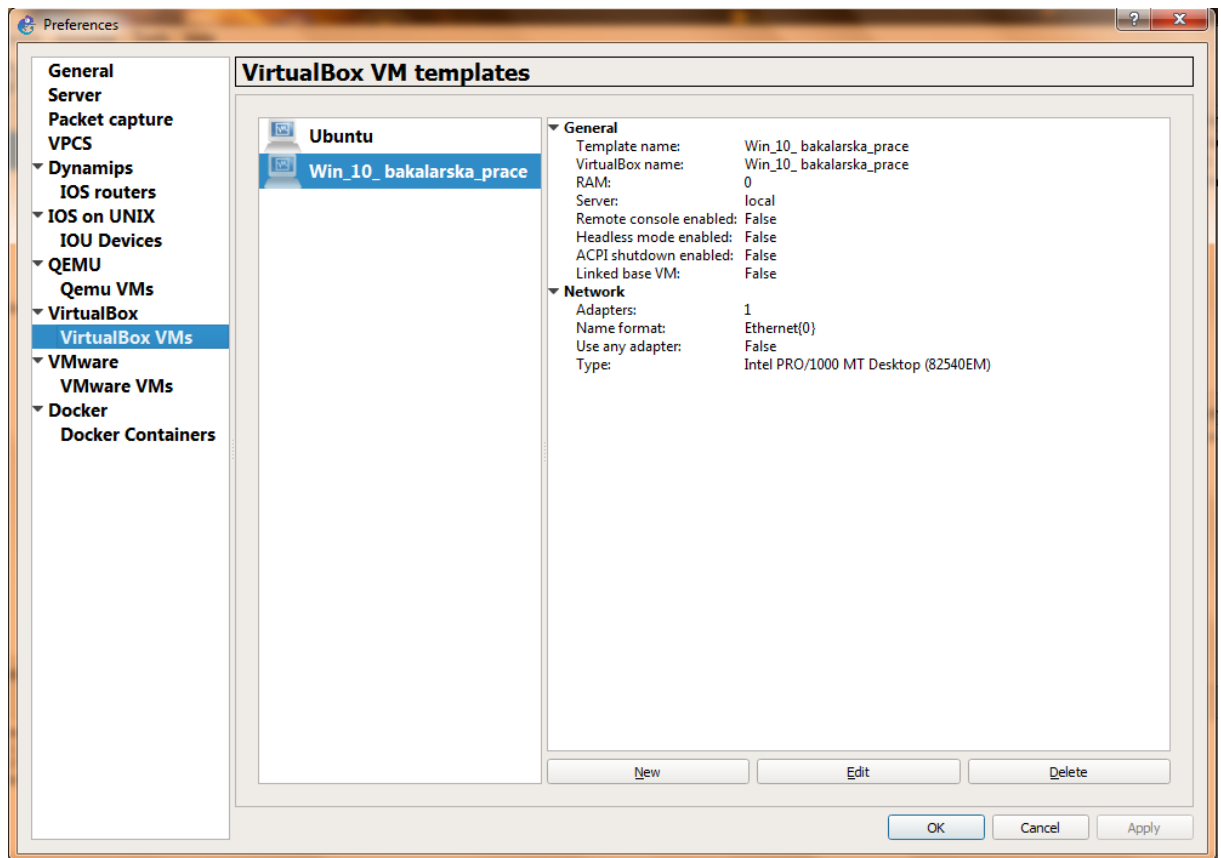 Preferences
?
X
General
Server
Packet capture
VPCS
Dynamips
IOS routers
IOS on UNIX
IOU Devices
QEMU
Qemu VMs
VirtualBox
VirtualBox VMs
VMware
VMware VMs
Docker
Docker Containers
VirtualBox VM templates
Ubuntu
Win_10_ bakalarska_prace
General
Template name: Win_10_ bakalarska_prace
VirtualBox name: Win_10_ bakalarska_prace
RAM: 0
Server: local
Remote console enabled: False
Headless mode enabled: False
ACPI shutdown enabled: False
Linked base VM: False
Network
Adapters: 1
Name format: Ethernet{0}
Use any adapter: False
Type: Intel PRO/1000 MT Desktop (82540EM)
New Edit Delete
OK Cancel Apply